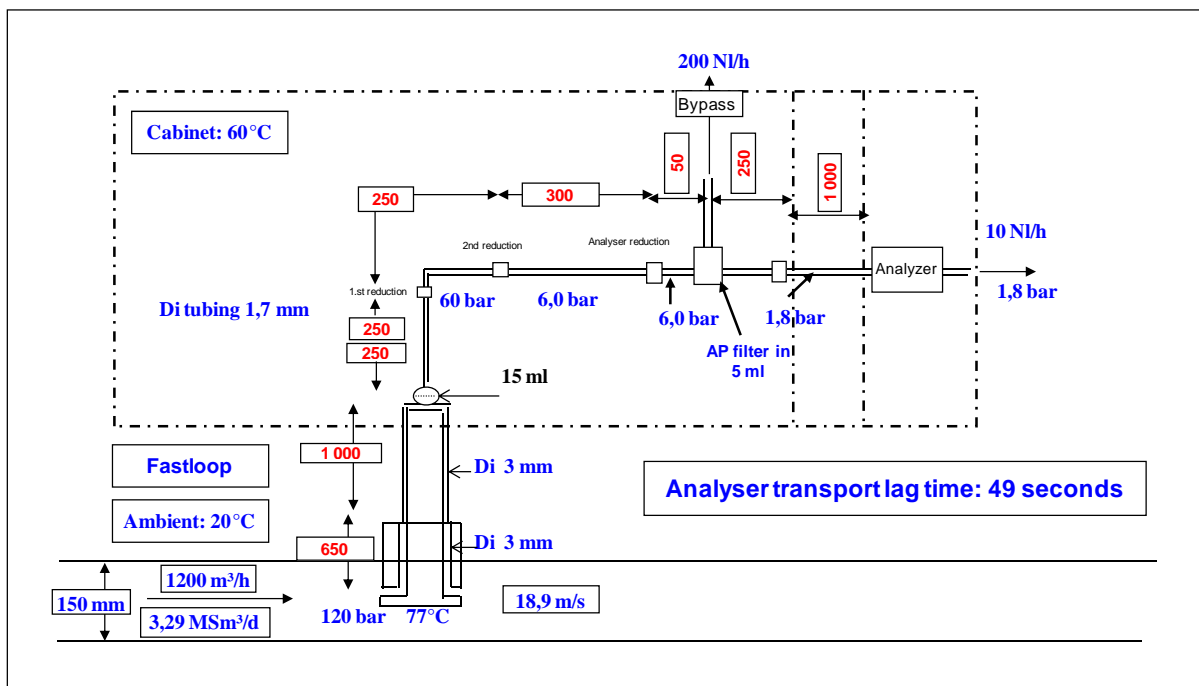 200 Nl/h
Bypass
Cabinet: 60°C
50
250
1 000
250
300
10 Nl/h
2nd reduction
Analyser reduction
Analyzer
1.st reduction
Di tubing 1,7 mm
60 bar
6,0 bar
6,0 bar
1,8 bar
1,8 bar
250
250
AP filter in
5 ml
15 ml
1 000
Fastloop
Di 3 mm
Analyser transport lag time: 49 seconds
Ambient: 20°C
650
Di 3 mm
1200 m³/h
150 mm
18,9 m/s
3,29 MSm³/d
120 bar
77°C